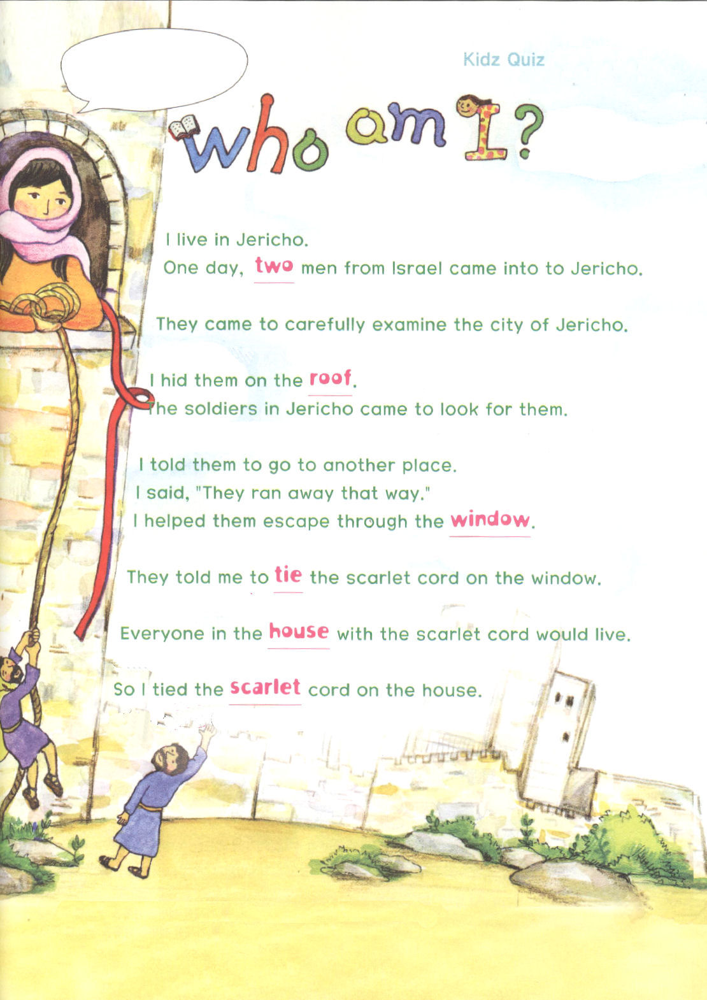 Kidz Quiz
Who am I?
I live in Jericho.
One day, two men from Israel came into to Jericho.
They came to carefully examine the city of Jericho.
I hid them on the roof.
The soldiers in Jericho came to look for them.
I told them to go to another place.
I said, "They ran away that way."
I helped them escape through the window.
They told me to tie the scarlet cord on the window.
Everyone in the house with the scarlet cord would live.
So I tied the scarlet cord on the house.